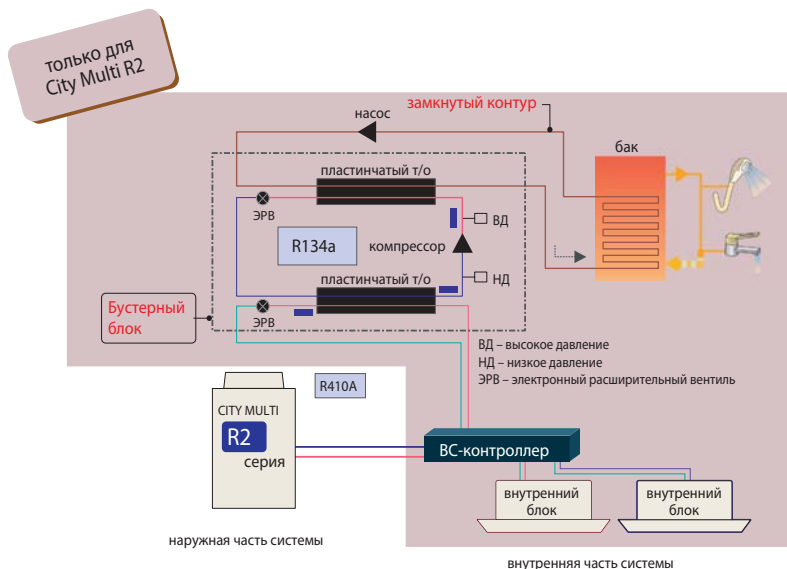 только для
City Multi R2
замкнутый контур
насос
бак
пластинчатый т/о
ЭРВ
ВД
R134a
компрессор
пластинчатый т/о
НД
Бустерный
блок
ЭРВ
ВД – высокое давление
НД – низкое давление
ЭРВ – электронный расширительный вентиль
R410A
CITY MULTI
R2
серия
ВС-контроллер
внутренний
блок
внутренний
блок
наружная часть системы
внутренняя часть системы